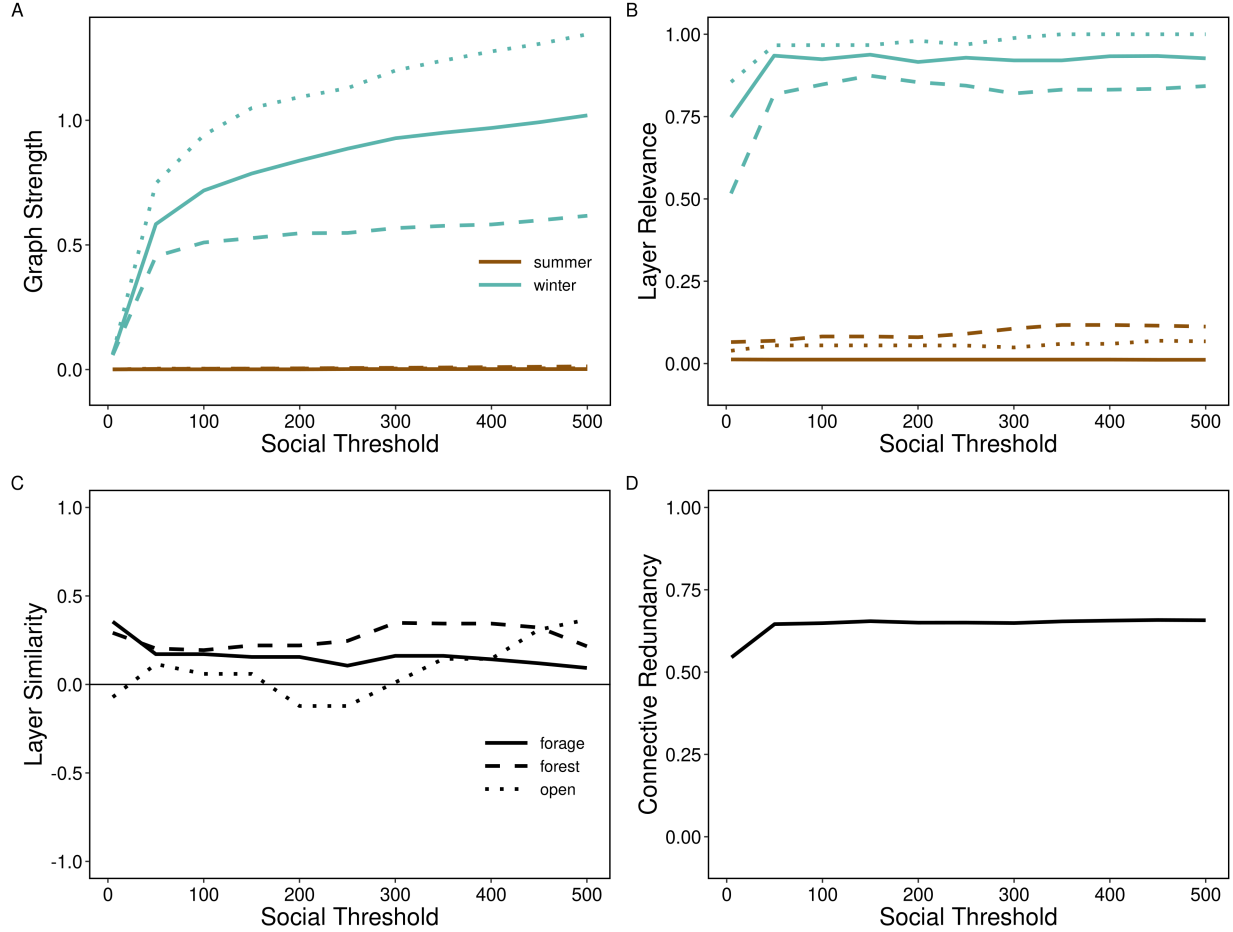 A
Graph Strength
1.0
0.5
0.0
summer
winter
0
100
200
300
400
500
Social Threshold
B
Layer Relevance
1.00
0.75
0.50
0.25
0.00
0
100
200
300
400
500
Social Threshold
C
Layer Similarity
1.0
0.5
0.0
-0.5
-1.0
forage
forest
open
0
100
200
300
400
500
Social Threshold
D
Connective Redundancy
1.00
0.75
0.50
0.25
0.00
0
100
200
300
400
500
Social Threshold